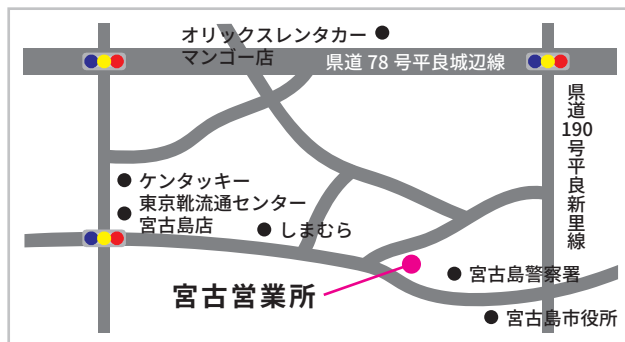 オリックスレンタカー
マンゴー店
県道 78 号平良城辺線
県道190号平良新里線
ケンタッキー
東京靴流通センター
宮古島店
しまむら
宮古営業所
宮古島警察署
宮古島市役所